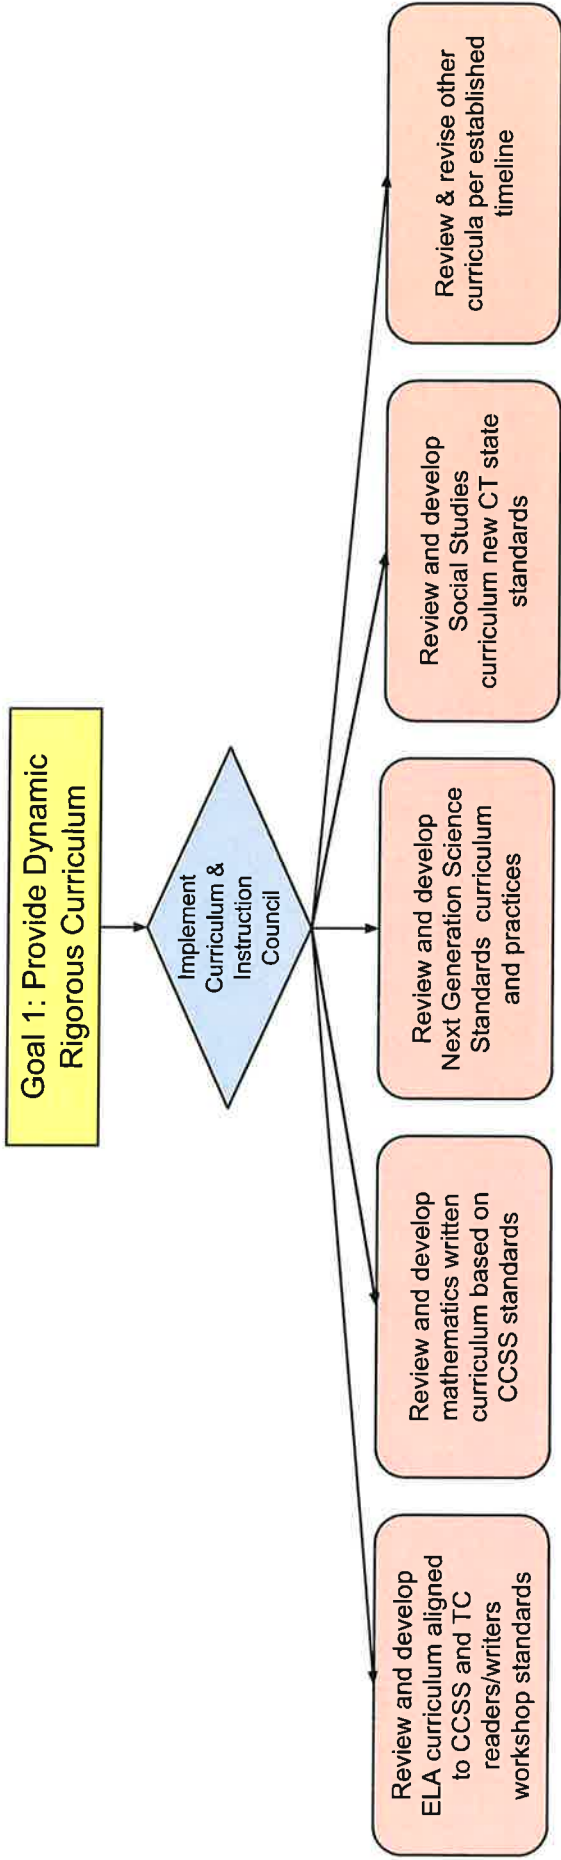 Goal 1: Provide Dynamic
Rigorous Curriculum
Implement
Curriculum &
Instruction
Council
Review and develop
ELA curriculum aligned
to CCSS and TC
readers/writers
workshop standards
Review and develop
mathematics written
curriculum based on
CCSS standards
Review and develop
Next Generation Science
Standards curriculum
and practices
Review and develop
Social Studies
curriculum new CT state
standards
Review & revise other
curricula per established
timeline